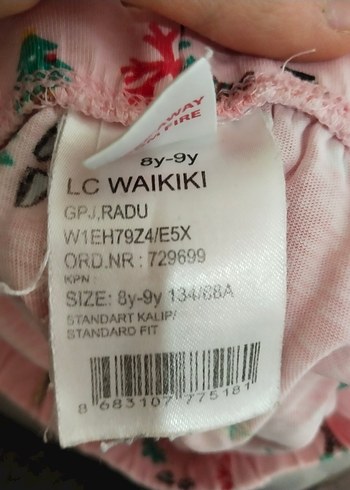 AWAY
FIRE
8y-9y
LC WAIKIKI
GPJ,RADU
W1EH79Z4/E5X
ORD.NR : 729699
KPN :
SIZE: 8y-9y 134/68A
STANDART KALIP/
STANDARD FIT
8 683107 775181